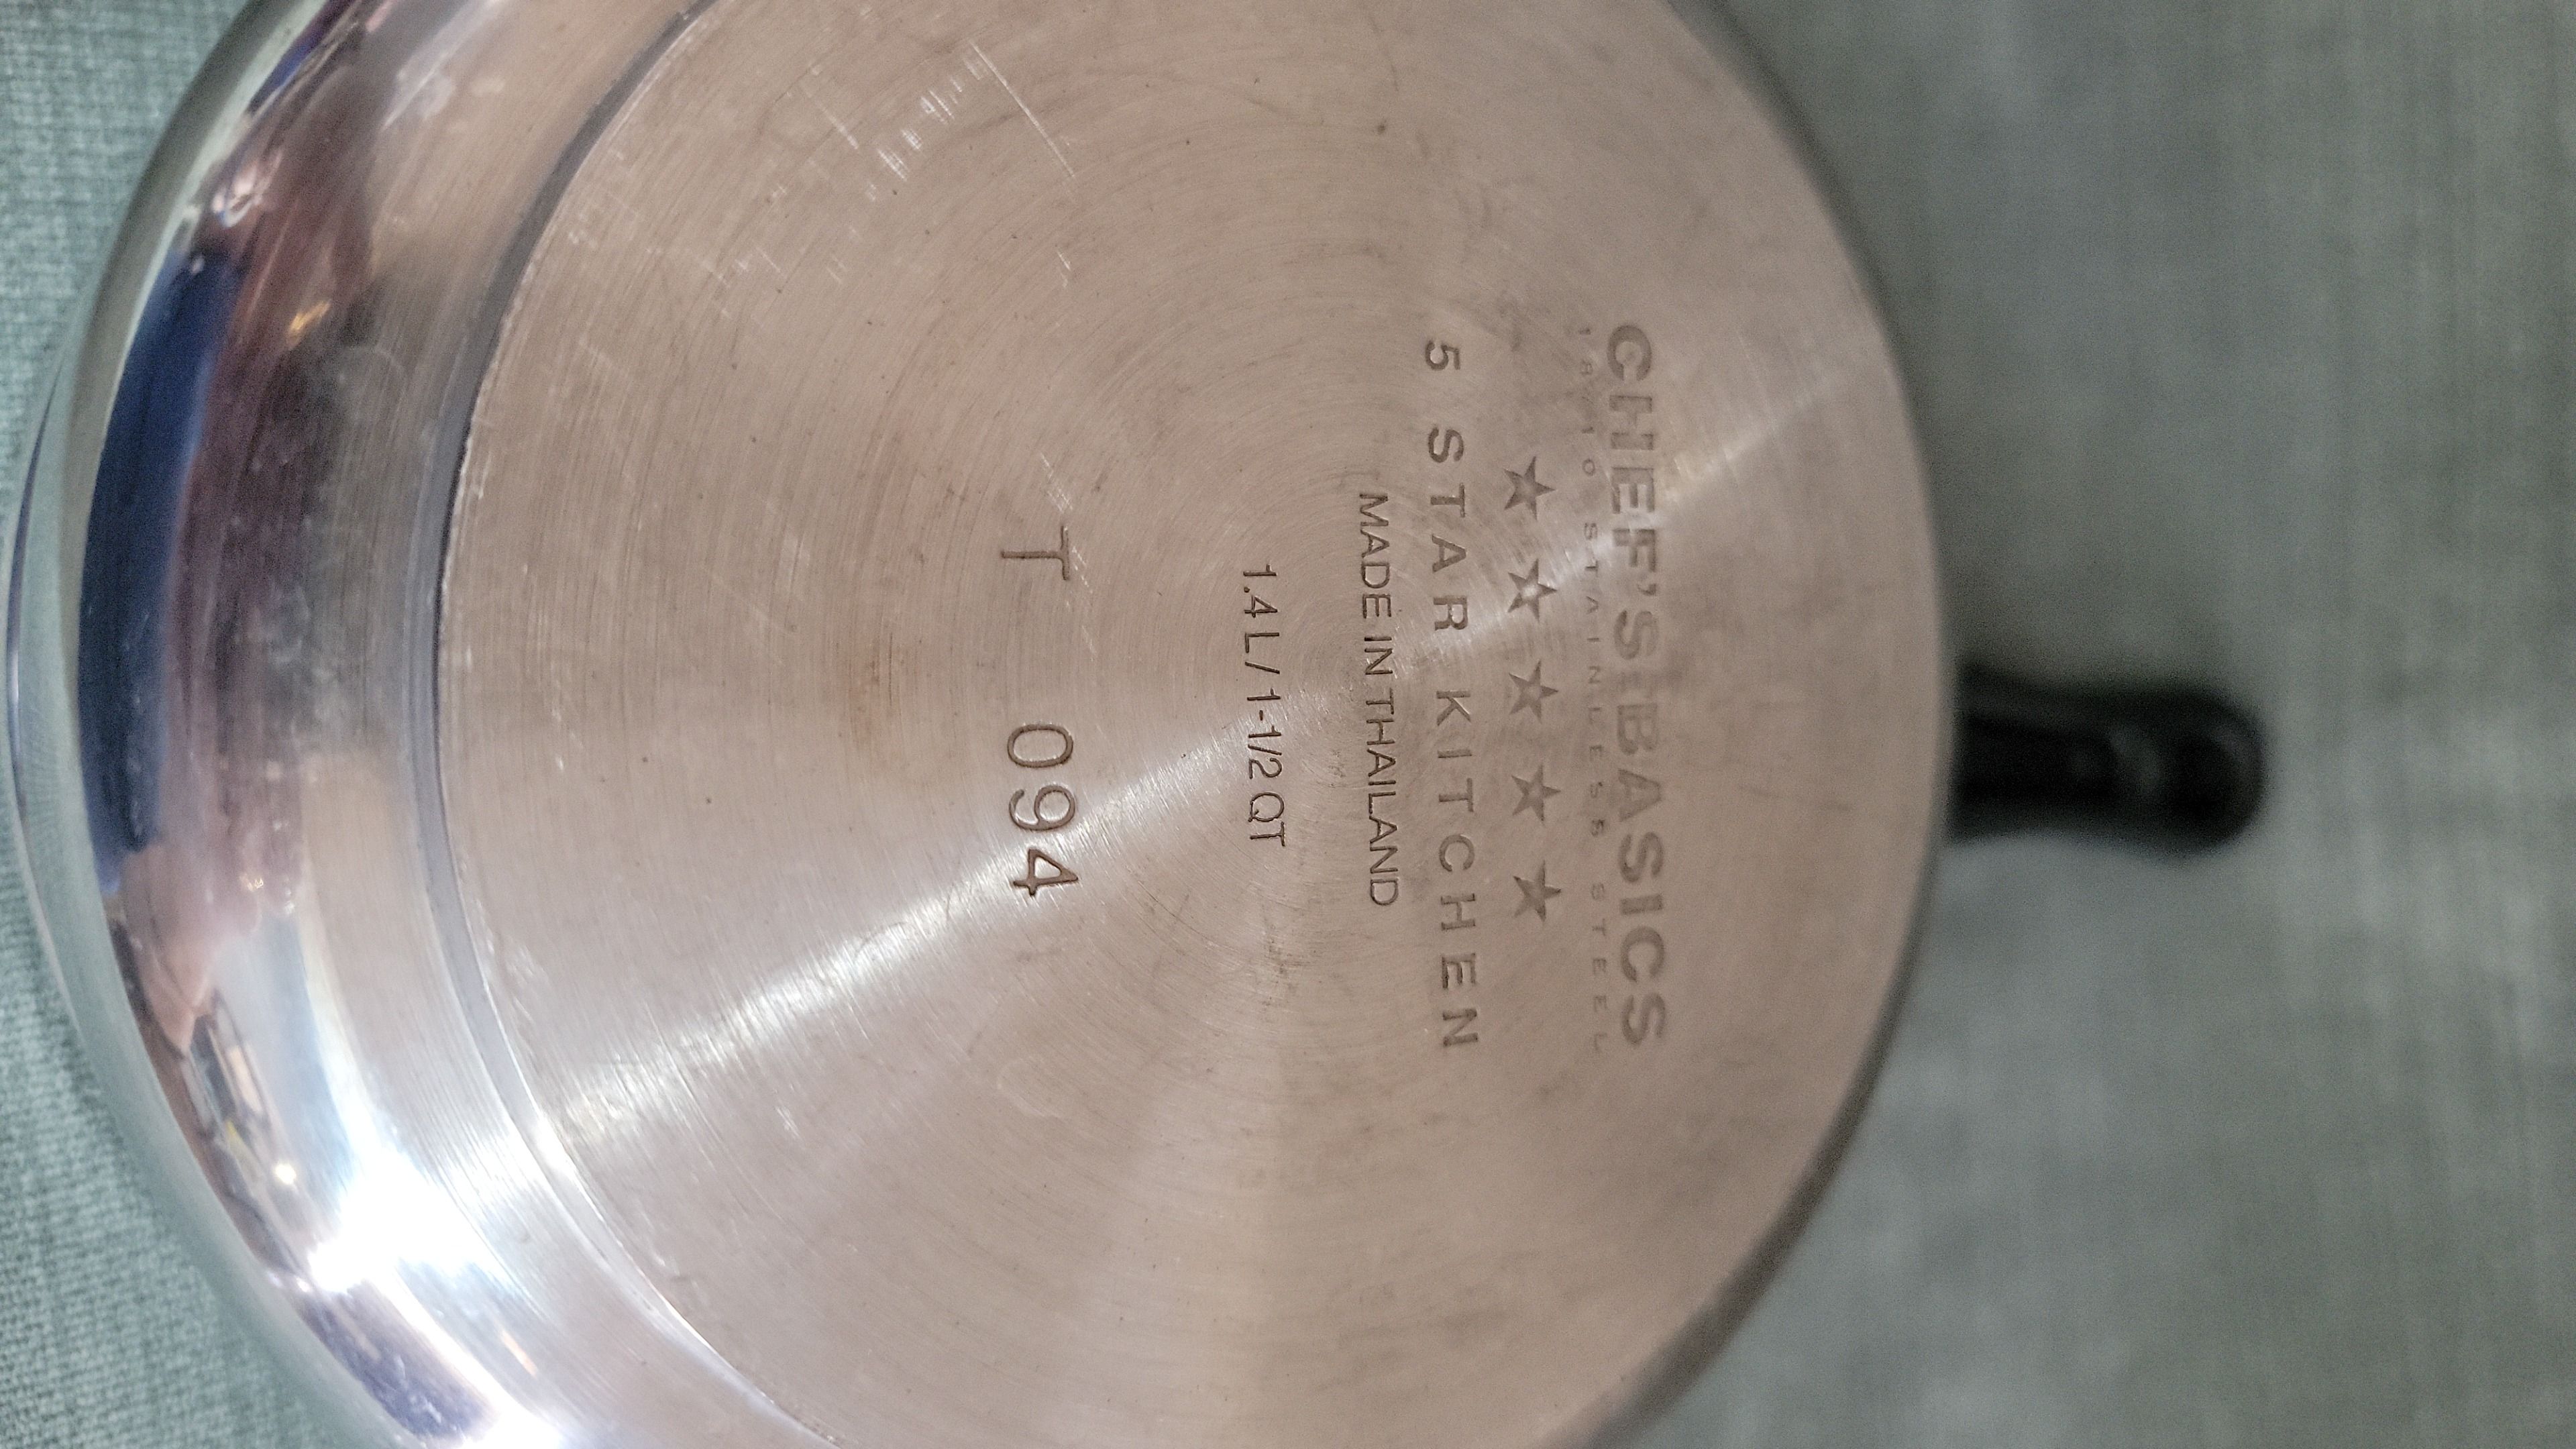 CHEF'S BASICS
18/10 STAINLESS STEEL
5 STAR KITCHEN
MADE IN THAILAND
1.4 L / 1-1/2 QT
T 094